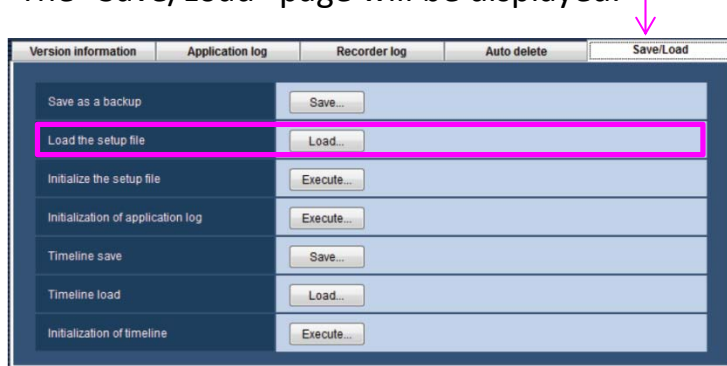 The "Save/Load" page will be displayed.
Version information Application log Recorder log Auto delete Save/Load
Save as a backup Save...
Load the setup file Load...
Initialize the setup file Execute...
Initialization of application log Execute...
Timeline save Save...
Timeline load Load...
Initialization of timeline Execute...